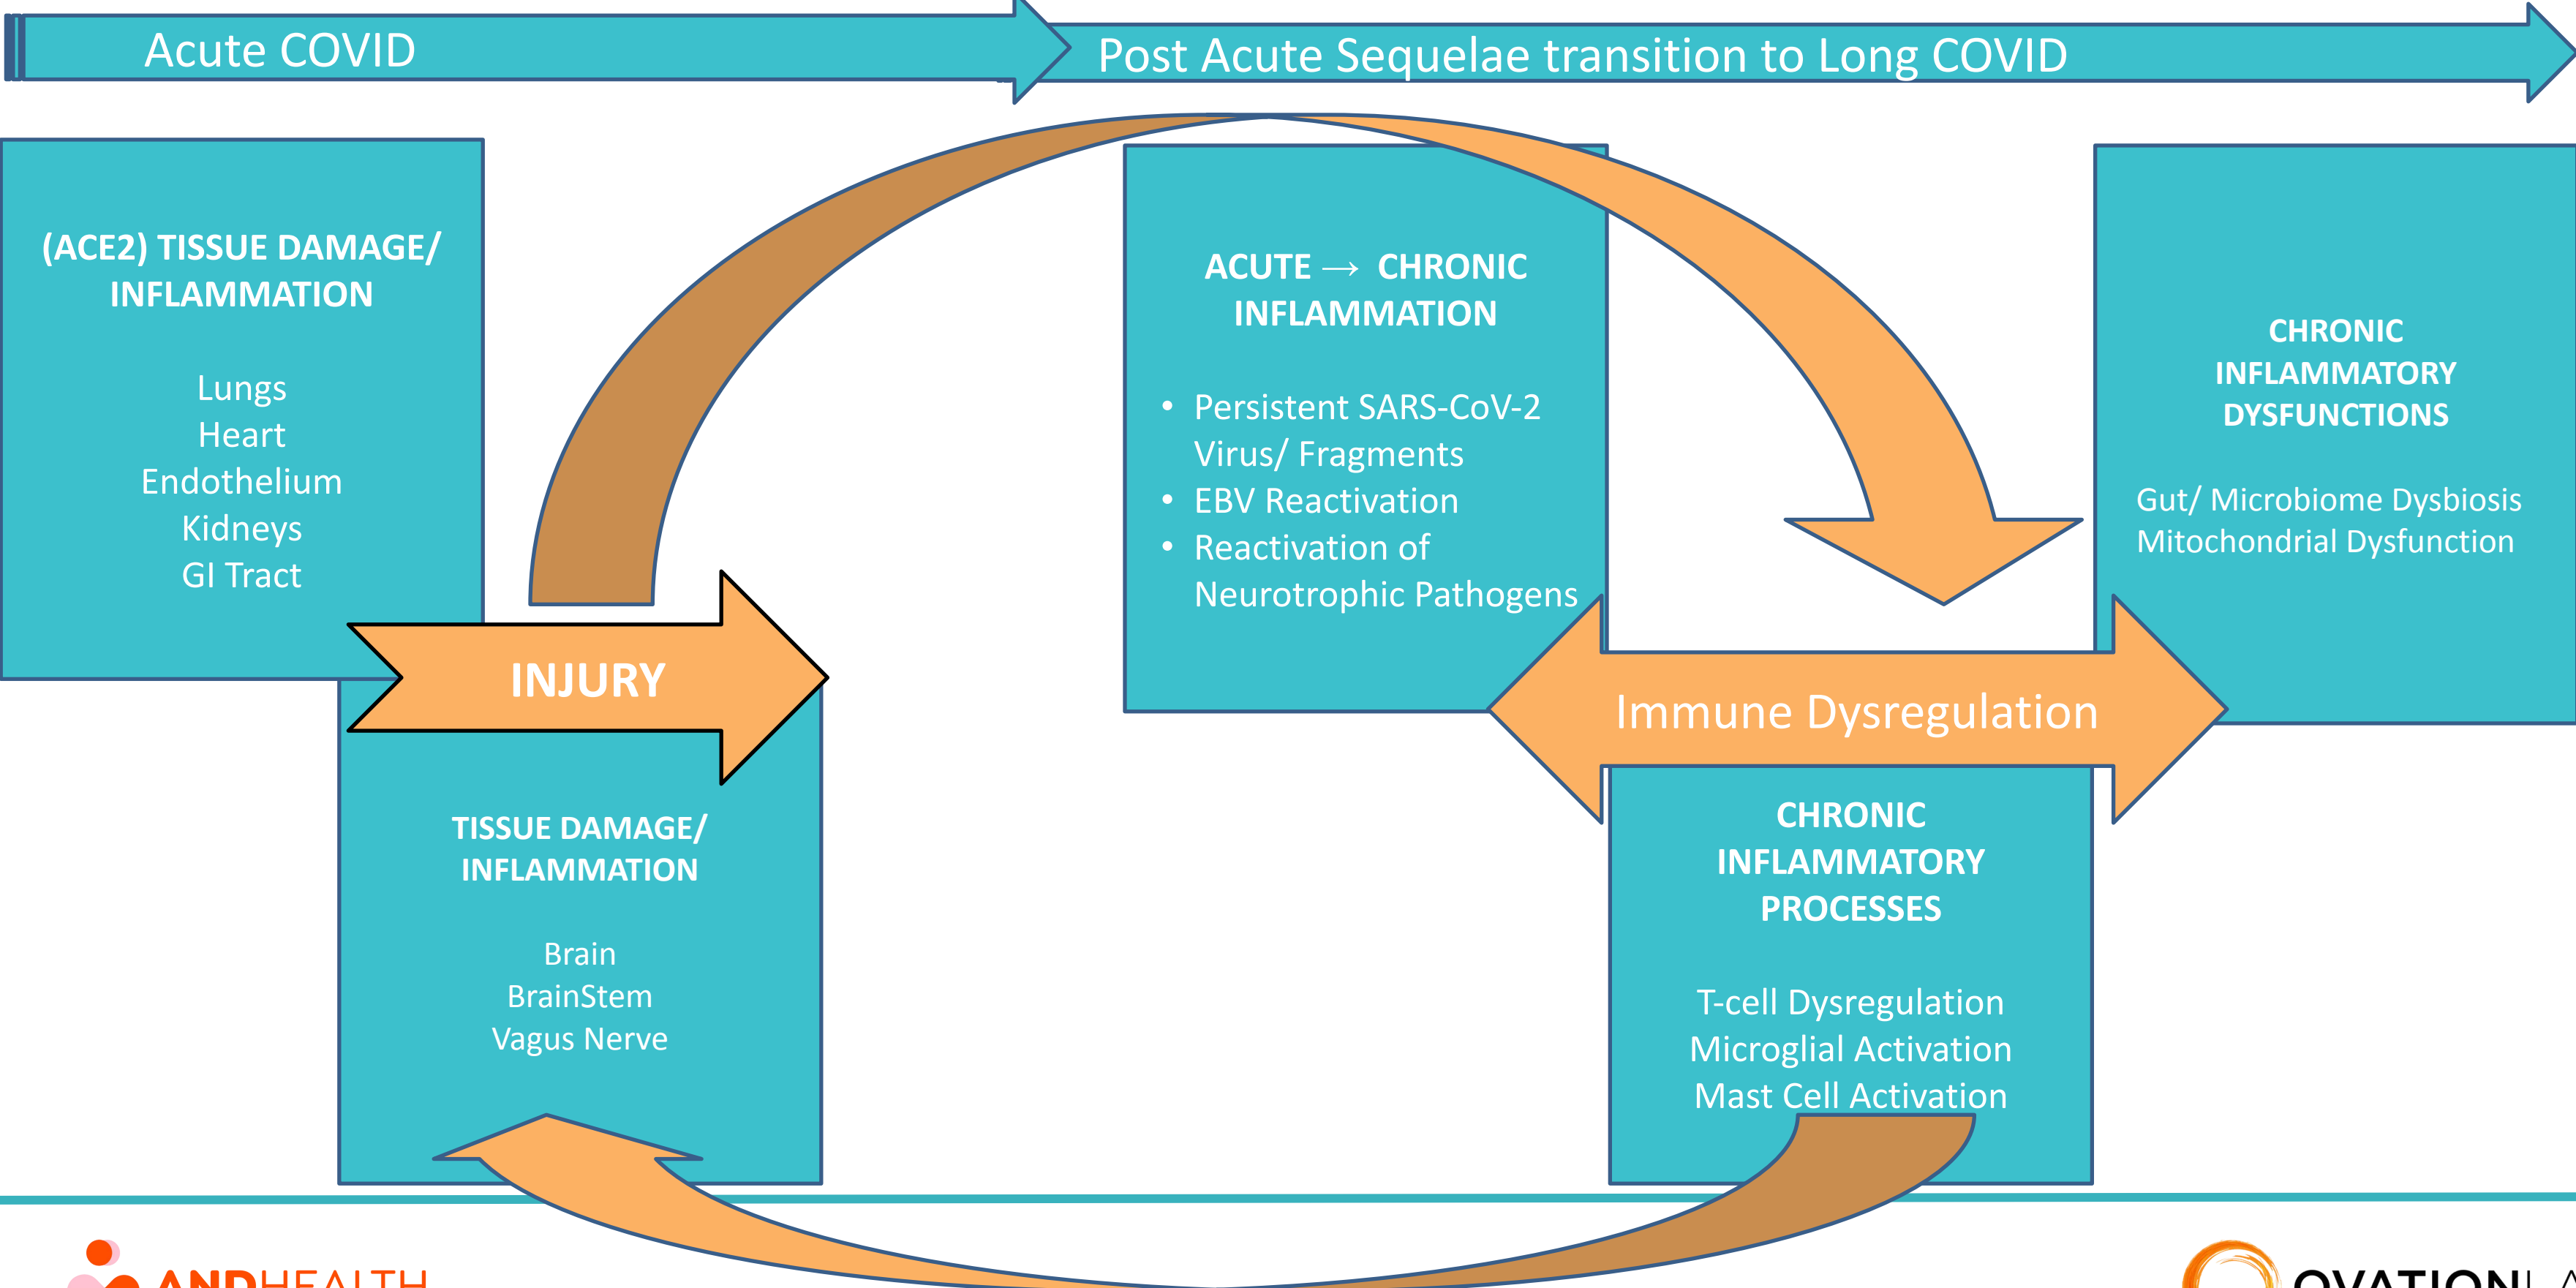 Acute COVID
Post Acute Sequelae transition to Long COVID
(ACE2) TISSUE DAMAGE/
INFLAMMATION
Lungs
Heart
Endothelium
Kidneys
GI Tract
INJURY
TISSUE DAMAGE/
INFLAMMATION
Brain
BrainStem
Vagus Nerve
ACUTE → CHRONIC
INFLAMMATION
• Persistent SARS-CoV-2
Virus/ Fragments
• EBV Reactivation
• Reactivation of
Neurotrophic Pathogens
Immune Dysregulation
CHRONIC
INFLAMMATORY
PROCESSES
T-cell Dysregulation
Microglial Activation
Mast Cell Activation
CHRONIC
INFLAMMATORY
DYSFUNCTIONS
Gut/ Microbiome Dysbiosis
Mitochondrial Dysfunction
ANDHEALTH
OVATION